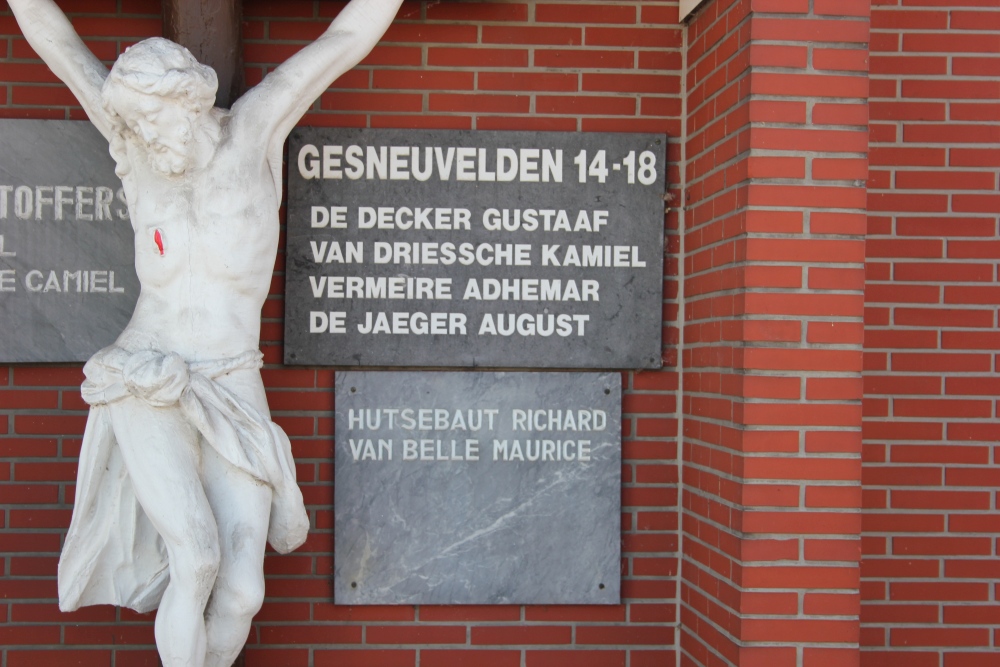 TOFFERS
L
E CAMIEL
GESNEUVELDEN 14-18
DE DECKER GUSTAAF
VAN DRIESSCHE KAMIEL
VERMEIRE ADHEMAR
DE JAEGER AUGUST
HUTSEBAUT RICHARD
VAN BELLE MAURICE